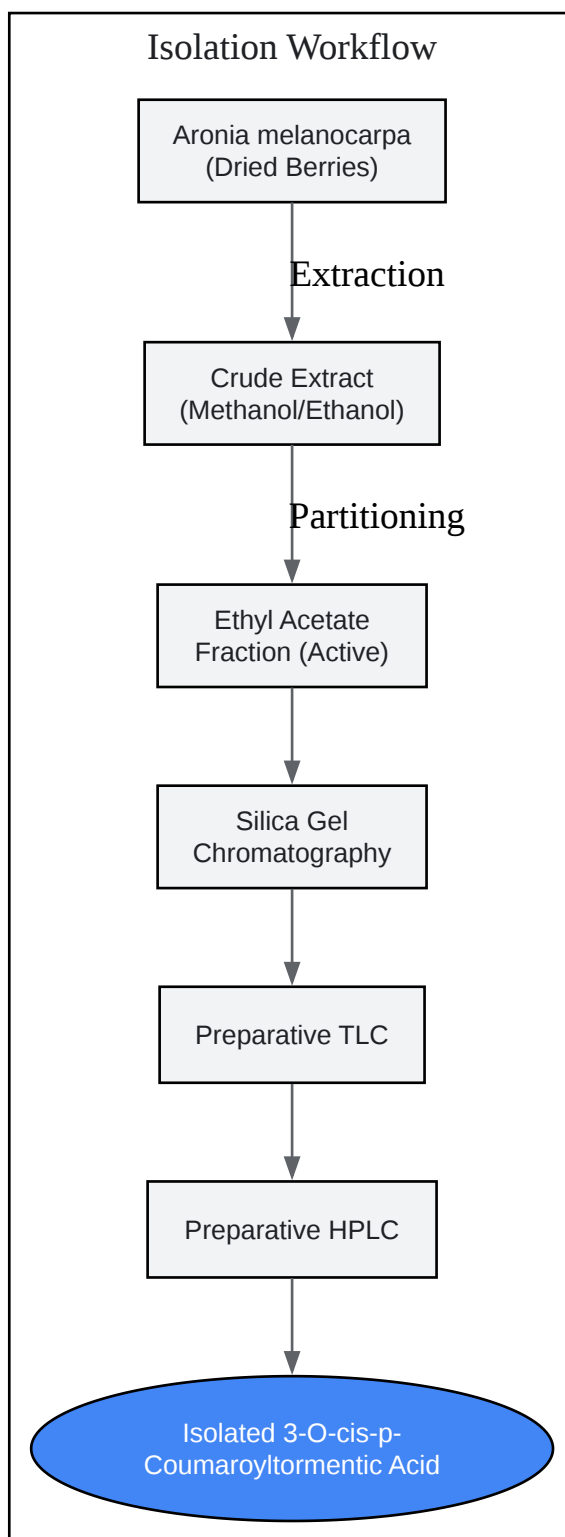 Isolation Workflow
Aronia melanocarpa
(Dried Berries)
Extraction
Crude Extract
(Methanol/Ethanol)
Partitioning
Ethyl Acetate
Fraction (Active)
Silica Gel
Chromatography
Preparative TLC
Preparative HPLC
Isolated 3-O-cis-p-
Coumaroyltormentic Acid